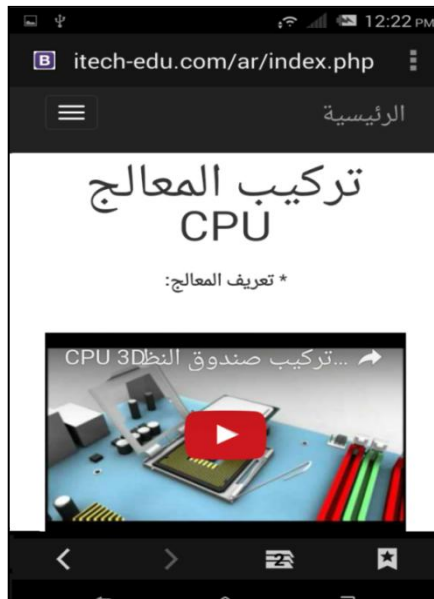 12:22 PM
B itech-edu.com/ar/index.php
الرئيسية
تركيب المعالج
CPU
* تعريف المعالج:
تركيب صندوق النظ... CPU 3D
2